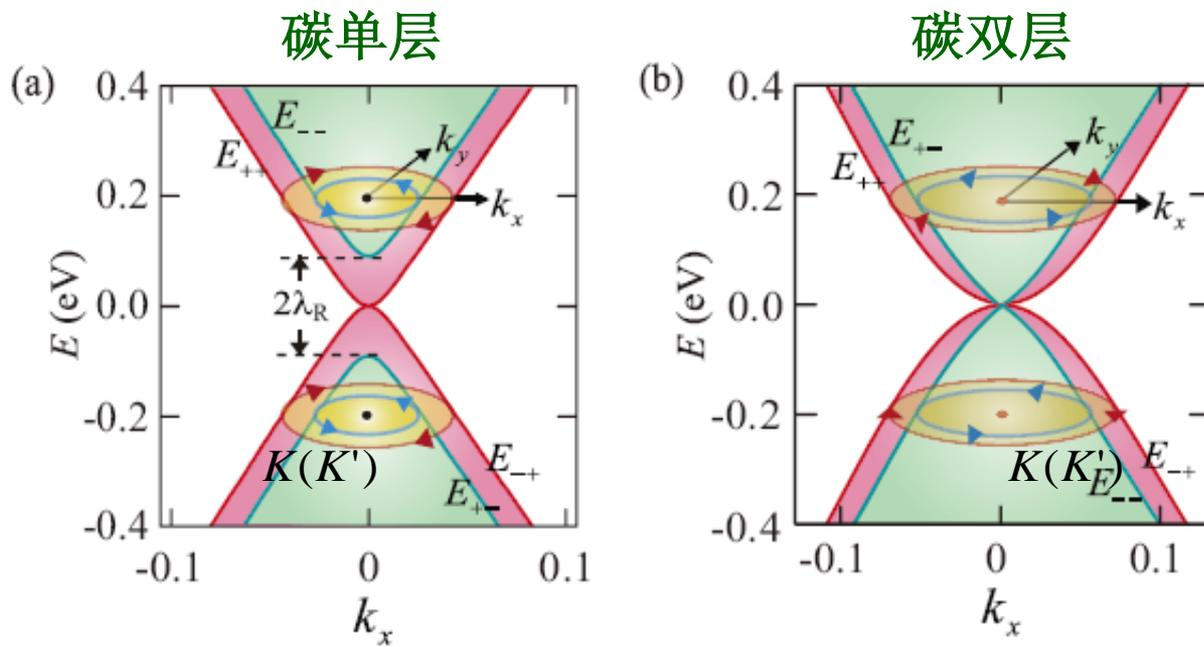 碳单层
(a)
0.4
0.2
0.0
-0.2
-0.4
E (eV)
E₋₋
E₊₊
k_y
k_x
2λ_R
K(K')
E₋₊
E₊₋
-0.1
0
0.1
k_x
碳双层
(b)
0.4
0.2
0.0
-0.2
-0.4
E (eV)
E₊₋
E₊₊
k_y
k_x
K(K')
E₋₊
E₋₋
-0.1
0
0.1
k_x